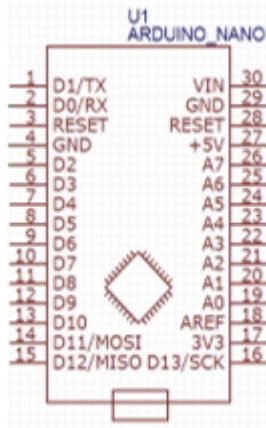 U1
ARDUINO_NANO
1 D1/TX VIN 30
2 D0/RX GND 29
3 RESET RESET 28
4 GND +5V 27
5 D2 A7 26
6 D3 A6 25
7 D4 A5 24
8 D5 A4 23
9 D6 A3 22
10 D7 A2 21
11 D8 A1 20
12 D9 A0 19
13 D10 AREF 18
14 D11/MOSI 3V3 17
15 D12/MISO D13/SCK 16